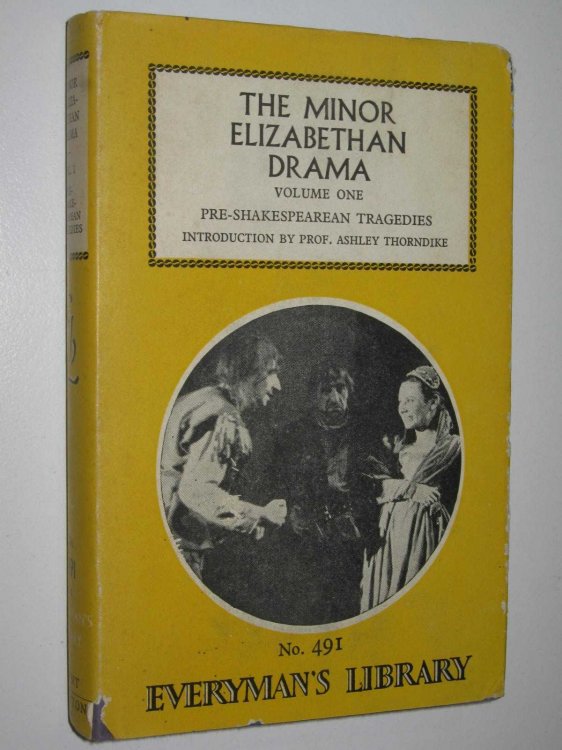 THE MINOR
ELIZABETHAN
DRAMA
VOLUME ONE
PRE-SHAKESPEAREAN TRAGEDIES
INTRODUCTION BY PROF. ASHLEY THORNDIKE
No. 491
EVERYMAN'S LIBRARY